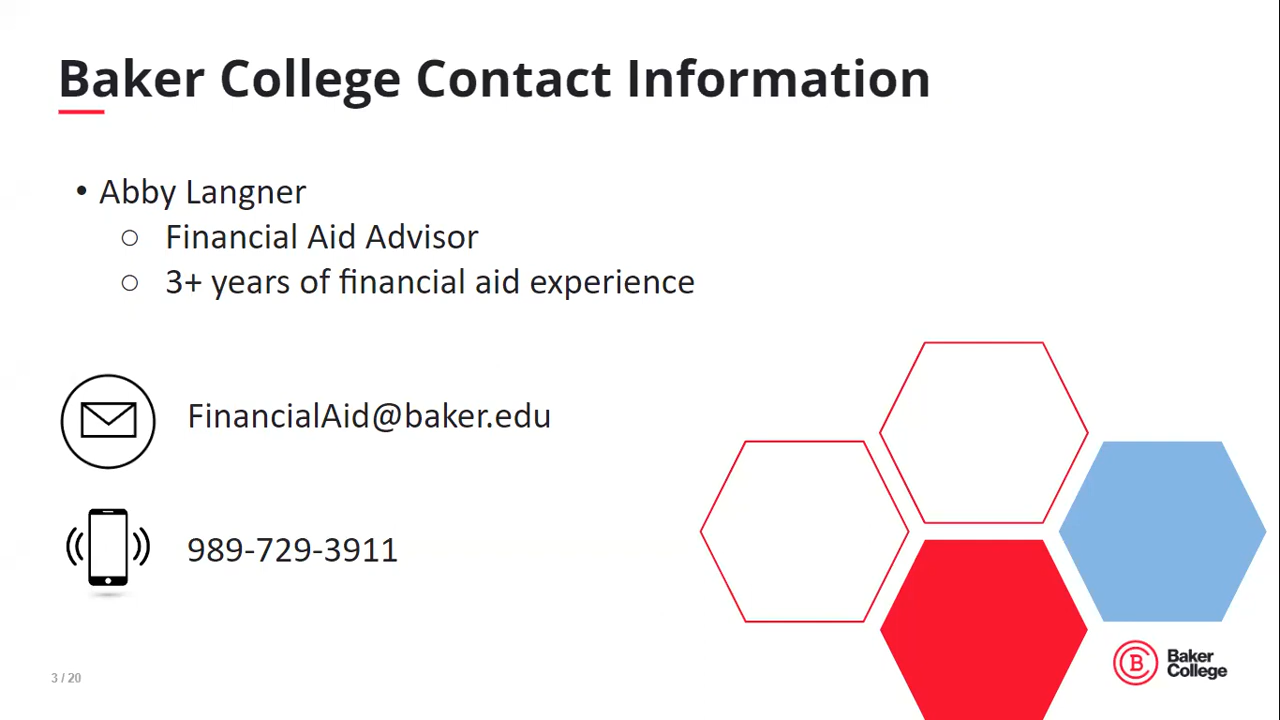 Baker College Contact Information
• Abby Langner
○ Financial Aid Advisor
○ 3+ years of financial aid experience
FinancialAid@baker.edu
989-729-3911
3 / 20
B
Baker
College